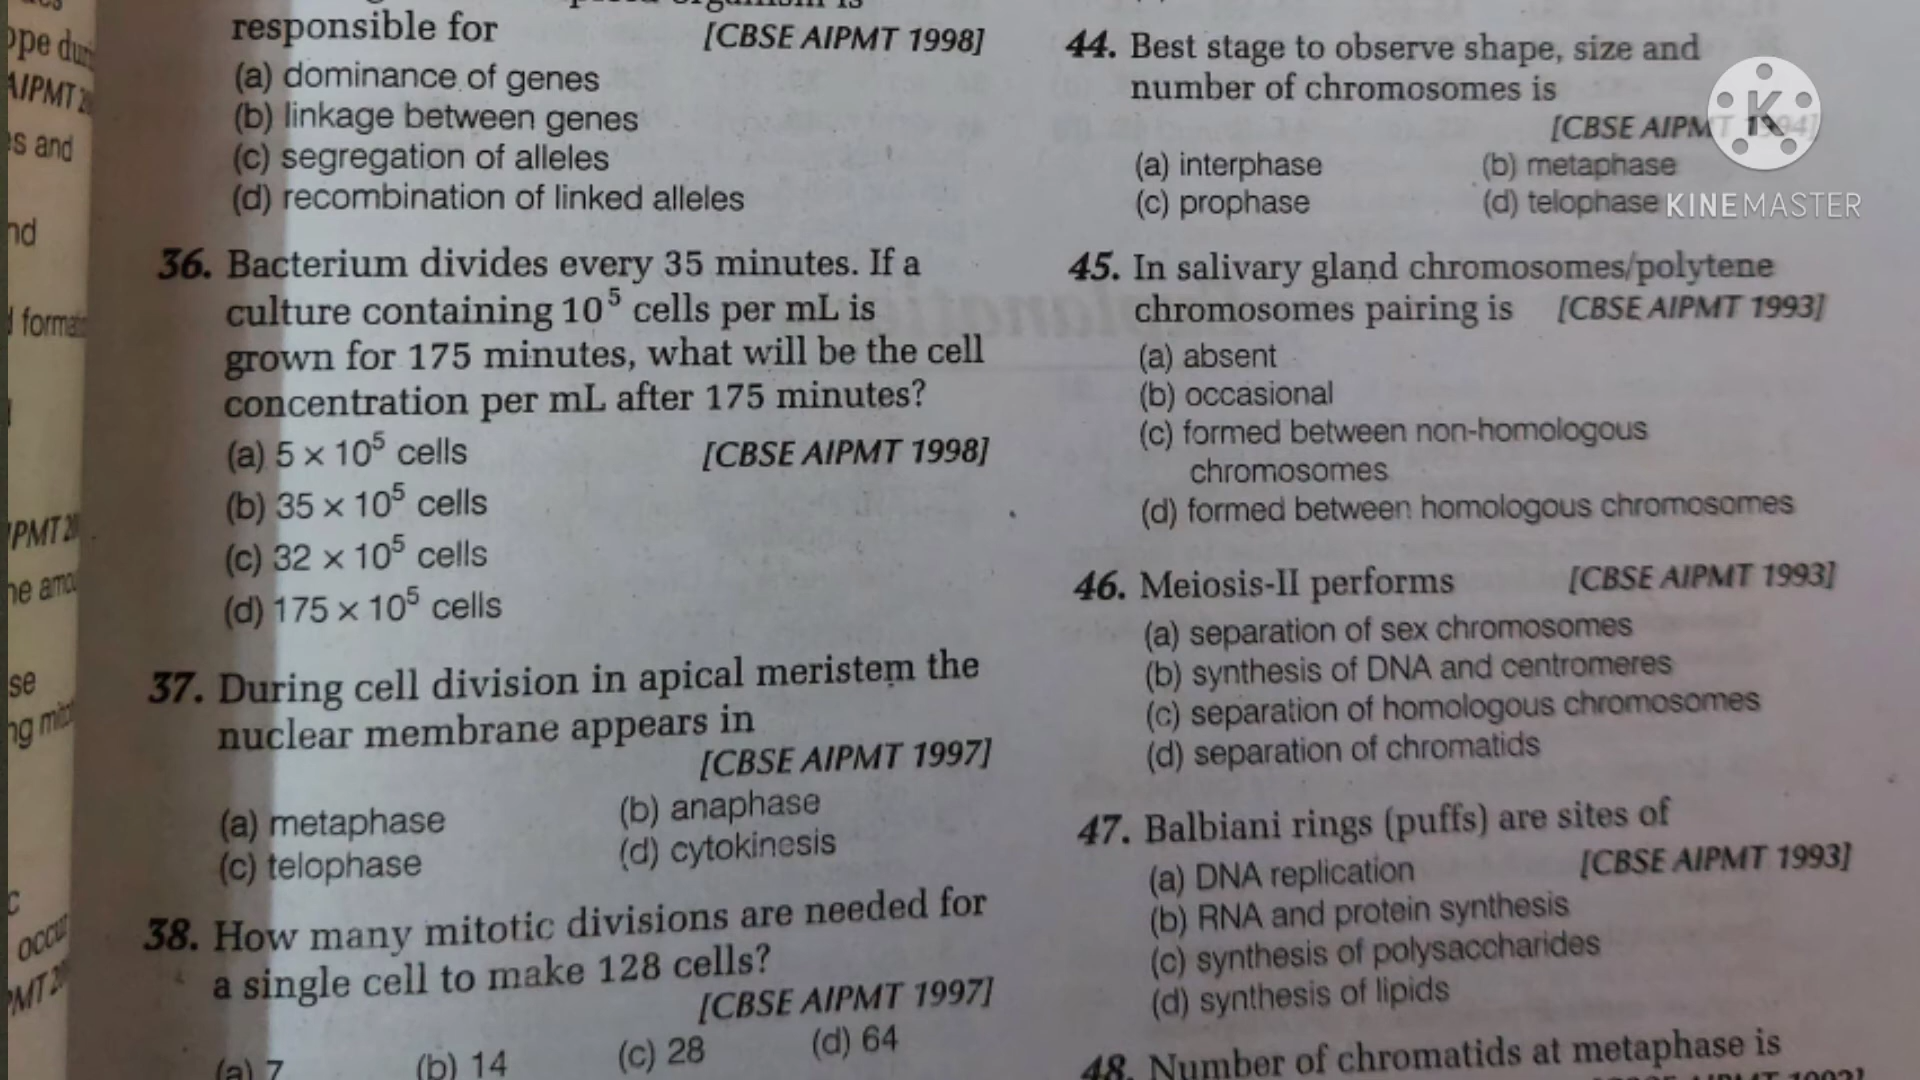 responsible for [CBSE AIPMT 1998]
(a) dominance of genes
(b) linkage between genes
(c) segregation of alleles
(d) recombination of linked alleles
36. Bacterium divides every 35 minutes. If a
culture containing 10⁵ cells per mL is
grown for 175 minutes, what will be the cell
concentration per mL after 175 minutes?
(a) 5 × 10⁵ cells [CBSE AIPMT 1998]
(b) 35 × 10⁵ cells
(c) 32 × 10⁵ cells
(d) 175 × 10⁵ cells
37. During cell division in apical meristem the
nuclear membrane appears in
[CBSE AIPMT 1997]
(a) metaphase (b) anaphase
(c) telophase (d) cytokinesis
38. How many mitotic divisions are needed for
a single cell to make 128 cells?
[CBSE AIPMT 1997]
(a) 7 (b) 14 (c) 28 (d) 64
44. Best stage to observe shape, size and
number of chromosomes is
[CBSE AIPMT 1994]
(a) interphase (b) metaphase
(c) prophase (d) telophase
45. In salivary gland chromosomes/polytene
chromosomes pairing is [CBSE AIPMT 1993]
(a) absent
(b) occasional
(c) formed between non-homologous
chromosomes
(d) formed between homologous chromosomes
46. Meiosis-II performs [CBSE AIPMT 1993]
(a) separation of sex chromosomes
(b) synthesis of DNA and centromeres
(c) separation of homologous chromosomes
(d) separation of chromatids
47. Balbiani rings (puffs) are sites of
[CBSE AIPMT 1993]
(a) DNA replication
(b) RNA and protein synthesis
(c) synthesis of polysaccharides
(d) synthesis of lipids
48. Number of chromatids at metaphase is
K
KINEMASTER